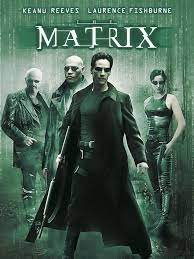 KEANU REEVES LAURENCE FISHBURNE
THE
MATRIX